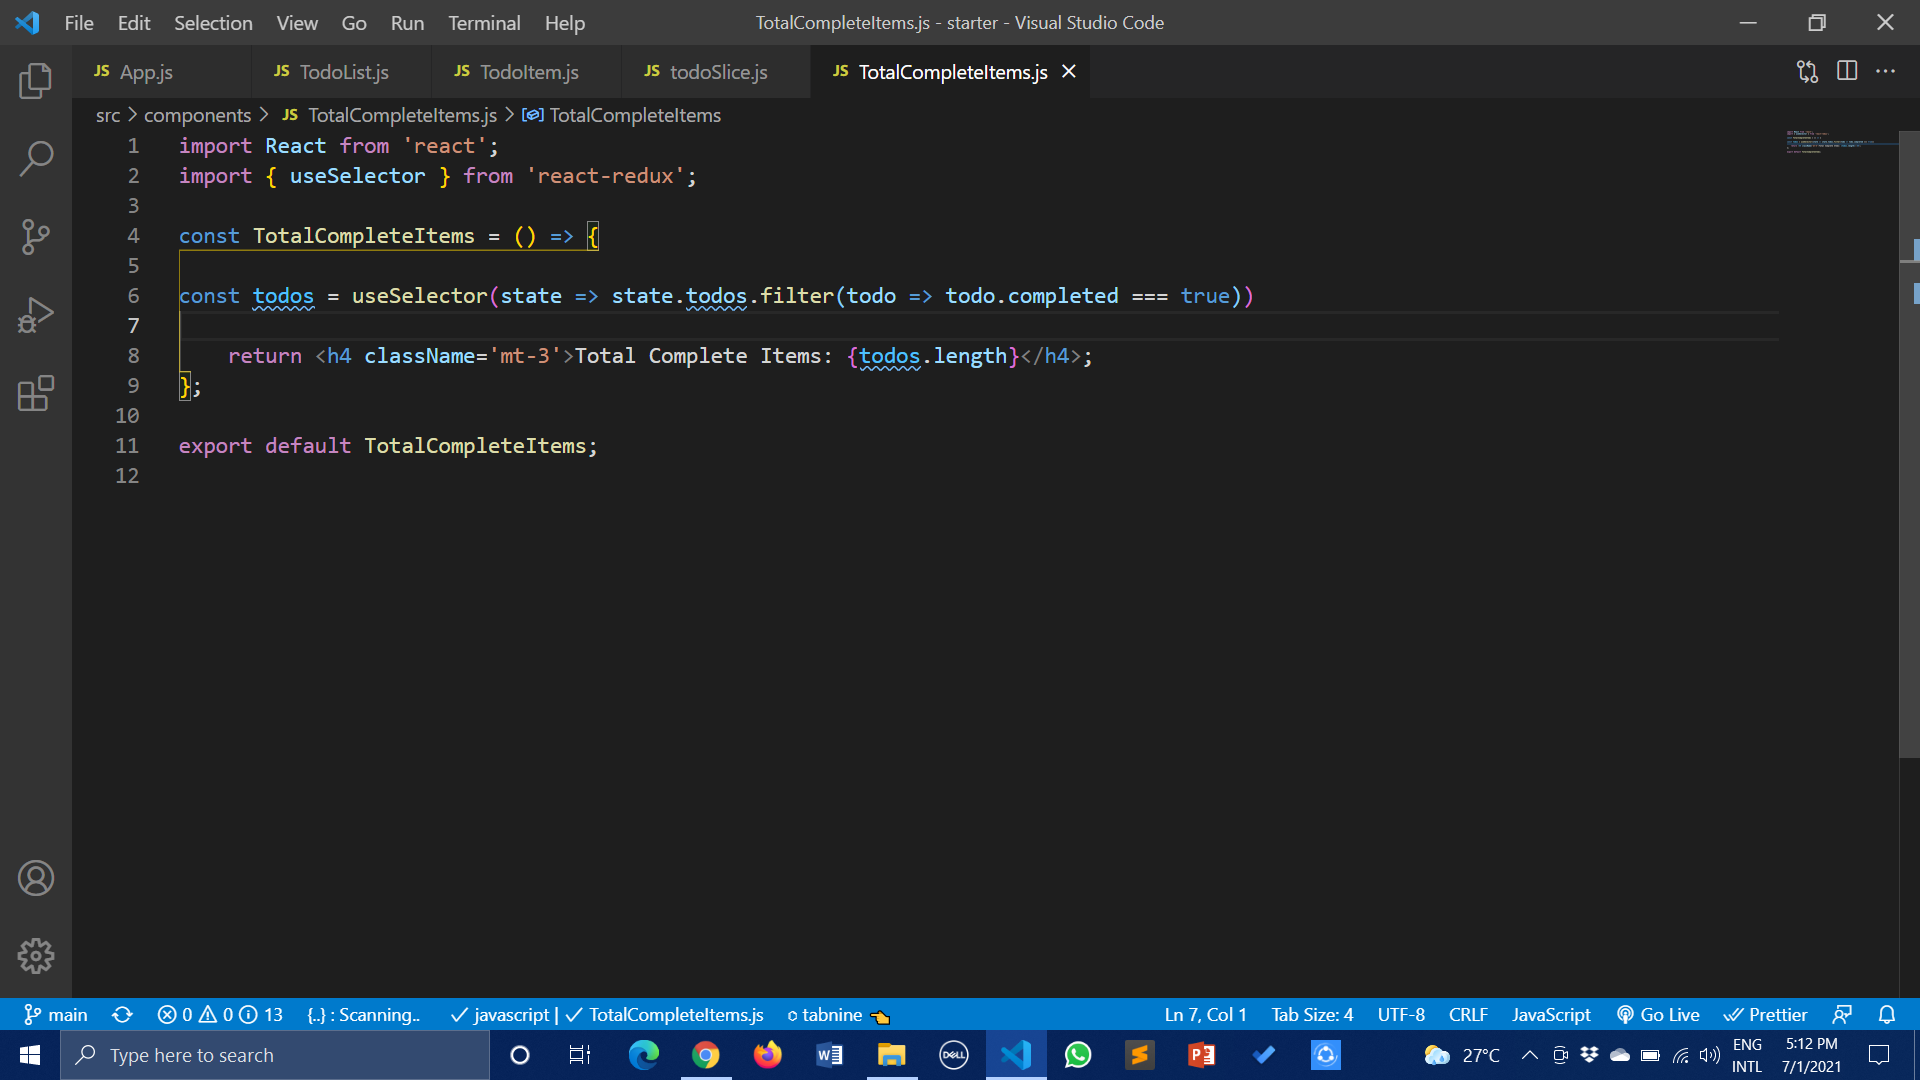 File Edit Selection View Go Run Terminal Help
TotalCompleteItems.js - starter - Visual Studio Code
JS App.js JS TodoList.js JS TodoItem.js JS todoSlice.js JS TotalCompleteItems.js
src > components > JS TotalCompleteItems.js > TotalCompleteItems
1 import React from 'react';
2 import { useSelector } from 'react-redux';
3
4 const TotalCompleteItems = () => {
5
6 const todos = useSelector(state => state.todos.filter(todo => todo.completed === true))
7
8 return <h4 className='mt-3'>Total Complete Items: {todos.length}</h4>;
9 };
10
11 export default TotalCompleteItems;
12
main 0 0 13 {..} : Scanning.. javascript | TotalCompleteItems.js tabnine Ln 7, Col 1 Tab Size: 4 UTF-8 CRLF JavaScript Go Live Prettier
Type here to search
DELL
27°C
ENG
INTL
5:12 PM
7/1/2021